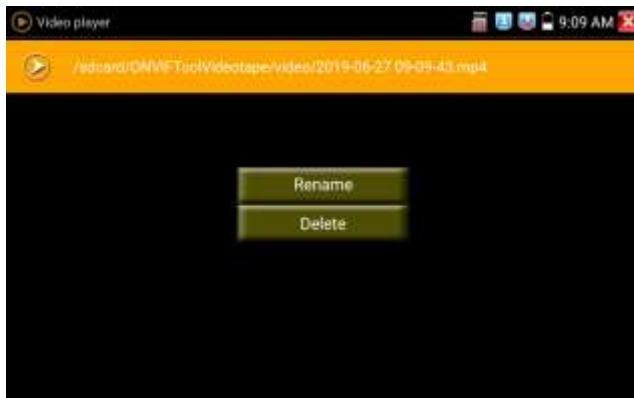 Video player
9:09 AM
/sdcard/ONVIFToolVideotape/video/2019-06-27 09-09-43.mp4
Rename
Delete